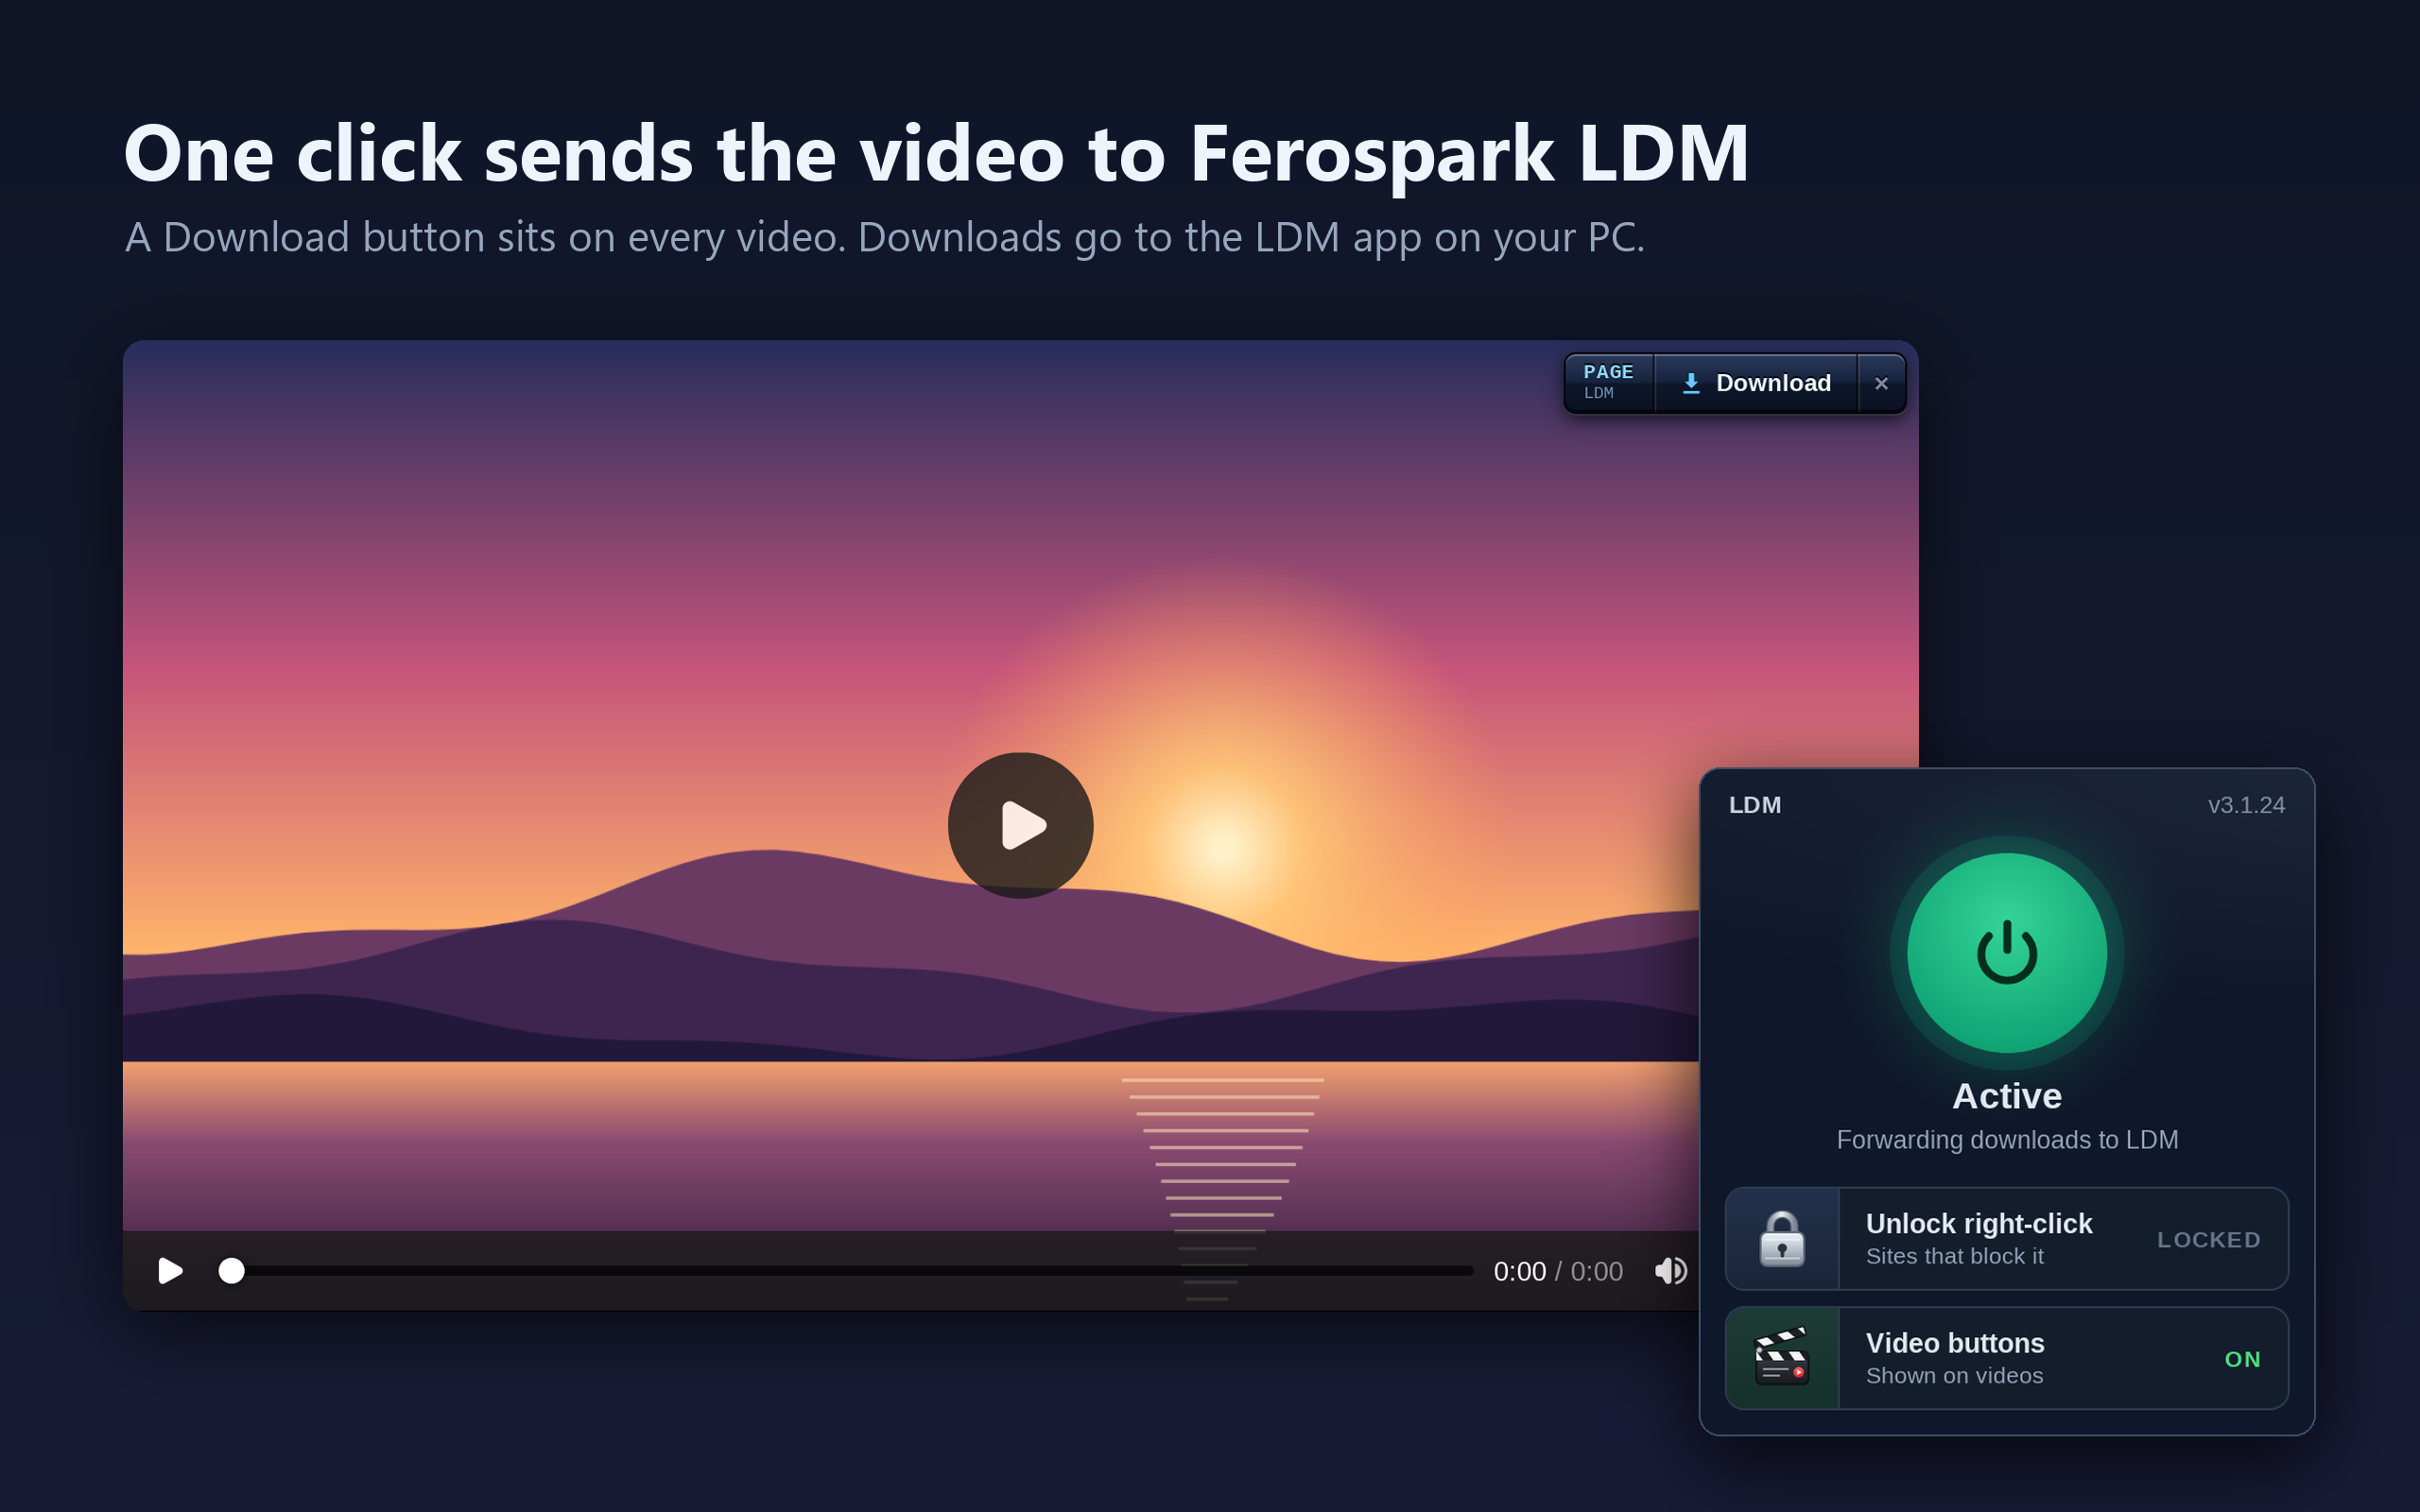 One click sends the video to Ferospark LDM
A Download button sits on every video. Downloads go to the LDM app on your PC.
PAGE
LDM
Download
×
LDM
v3.1.24
Active
Forwarding downloads to LDM
Unlock right-click
Sites that block it
LOCKED
Video buttons
Shown on videos
ON
0:00 / 0:00